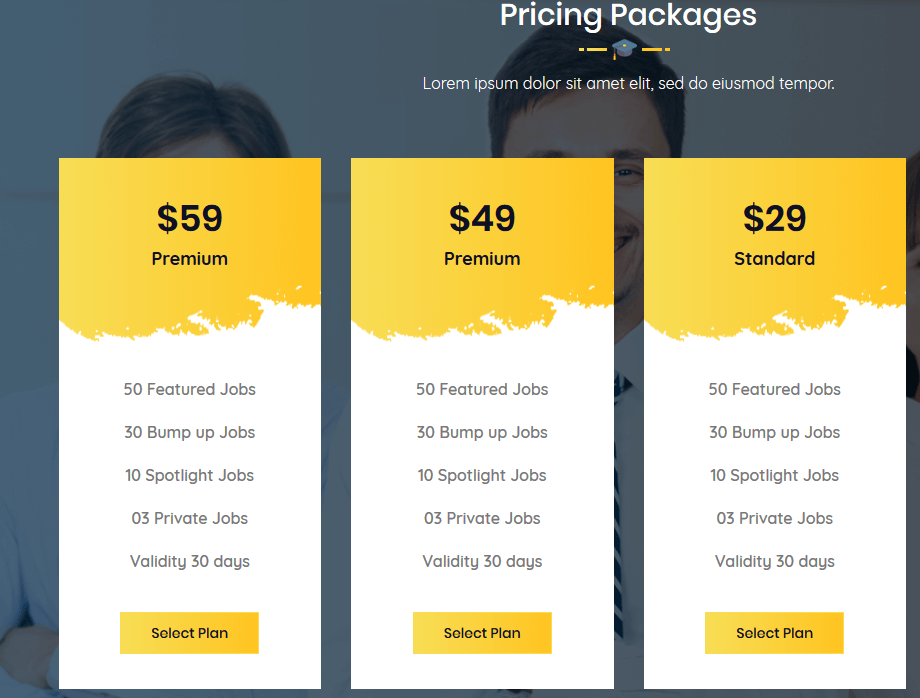 Pricing Packages
Lorem ipsum dolor sit amet elit, sed do eiusmod tempor.
$59
Premium
50 Featured Jobs
30 Bump up Jobs
10 Spotlight Jobs
03 Private Jobs
Validity 30 days
Select Plan
$49
Premium
50 Featured Jobs
30 Bump up Jobs
10 Spotlight Jobs
03 Private Jobs
Validity 30 days
Select Plan
$29
Standard
50 Featured Jobs
30 Bump up Jobs
10 Spotlight Jobs
03 Private Jobs
Validity 30 days
Select Plan